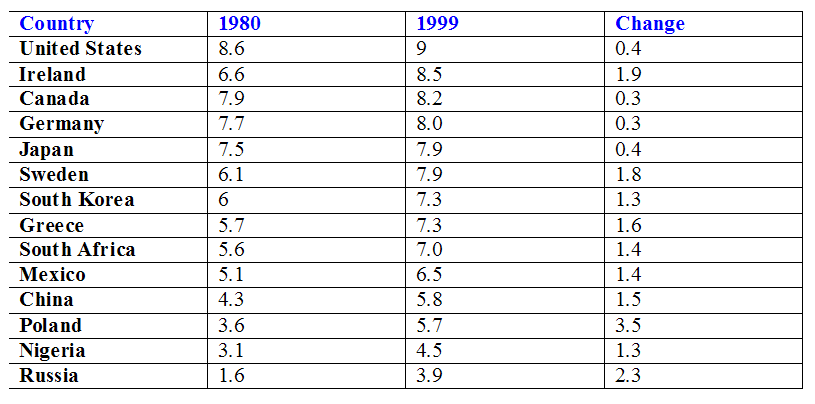 Country 1980 1999 Change
United States 8.6 9 0.4
Ireland 6.6 8.5 1.9
Canada 7.9 8.2 0.3
Germany 7.7 8.0 0.3
Japan 7.5 7.9 0.4
Sweden 6.1 7.9 1.8
South Korea 6 7.3 1.3
Greece 5.7 7.3 1.6
South Africa 5.6 7.0 1.4
Mexico 5.1 6.5 1.4
China 4.3 5.8 1.5
Poland 3.6 5.7 3.5
Nigeria 3.1 4.5 1.3
Russia 1.6 3.9 2.3